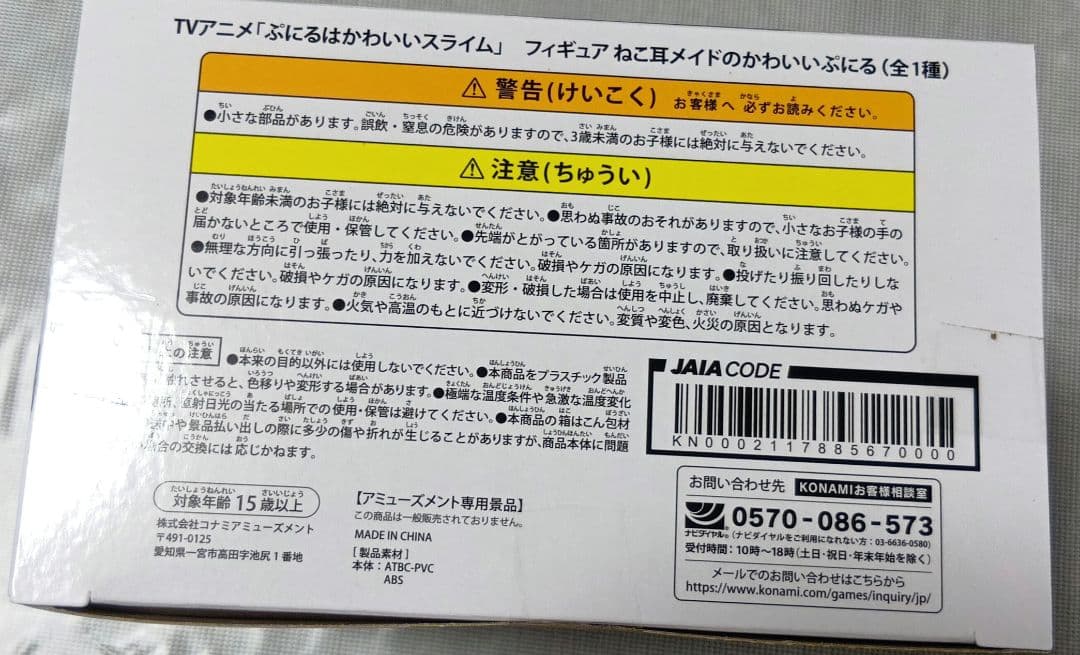 TVアニメ「ぷにるはかわいいスライム」 フィギュア ねこ耳メイドのかわいいぷにる(全1種)
⚠ 警告(けいこく) お客様へ 必ずお読みください。
●小さな部品があります。誤飲・窒息の危険がありますので、3歳未満のお子様には絶対に与えないでください。
⚠ 注意(ちゅうい)
●対象年齢未満のお子様には絶対に与えないでください。●思わぬ事故のおそれがありますので、小さなお子様の手の
届かないところで使用・保管してください。●先端がとがっている箇所がありますので、取り扱いに注意してください。
●無理な方向に引っ張ったり、力を加えないでください。破損やケガの原因になります。●投げたり振り回したりしな
いでください。破損やケガの原因になります。●変形・破損した場合は使用を中止し、廃棄してください。思わぬケガや
事故の原因になります。●火気や高温のもとに近づけないでください。変質や変色、火災の原因となります。
上の注意 ●本来の目的以外には使用しないでください。●本商品をプラスチック製品
触れさせると、色移りや変形する場合があります。●極端な温度条件や急激な温度変化
直射日光の当たる場所での使用・保管は避けてください。●本商品の箱はこん包材
や景品払い出しの際に多少の傷や折れが生じることがありますが、商品本体に問題
合の交換には応じかねます。
JAIA CODE
KN00021178856700000
対象年齢 15歳以上
株式会社コナミアミューズメント
〒491-0125
愛知県一宮市高田字池尻1番地
【アミューズメント専用景品】
この商品は一般販売されておりません。
MADE IN CHINA
[製品素材]
本体:ATBC-PVC
ABS
お問い合わせ先 KONAMIお客様相談室
ナビダイヤル® 0570-086-573
(ナビダイヤルをご利用になれない方:03-6636-0580)
受付時間:10時~18時(土日・祝日・年末年始を除く)
メールでのお問い合わせはこちらから
https://www.konami.com/games/inquiry/jp/